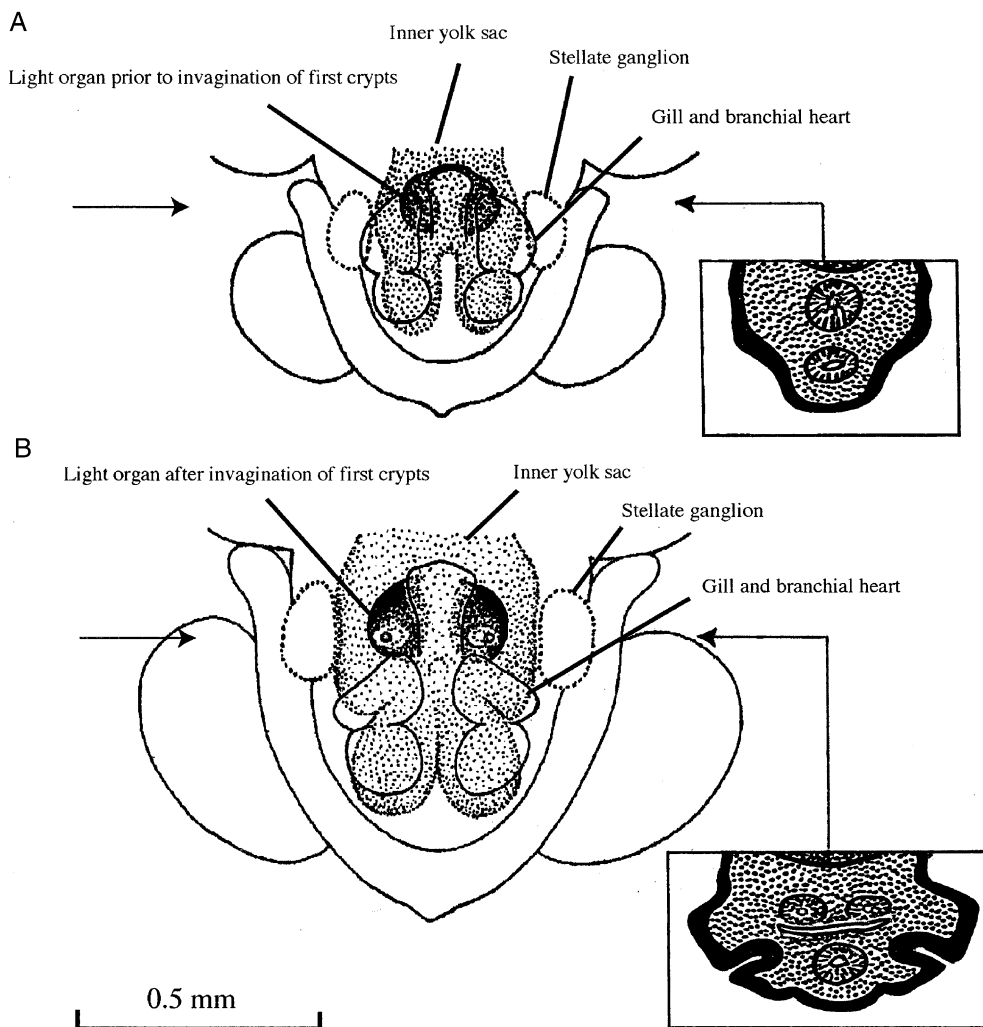 A
Inner yolk sac
Stellate ganglion
Light organ prior to invagination of first crypts
Gill and branchial heart
B
Light organ after invagination of first crypts
Inner yolk sac
Stellate ganglion
Gill and branchial heart
0.5 mm